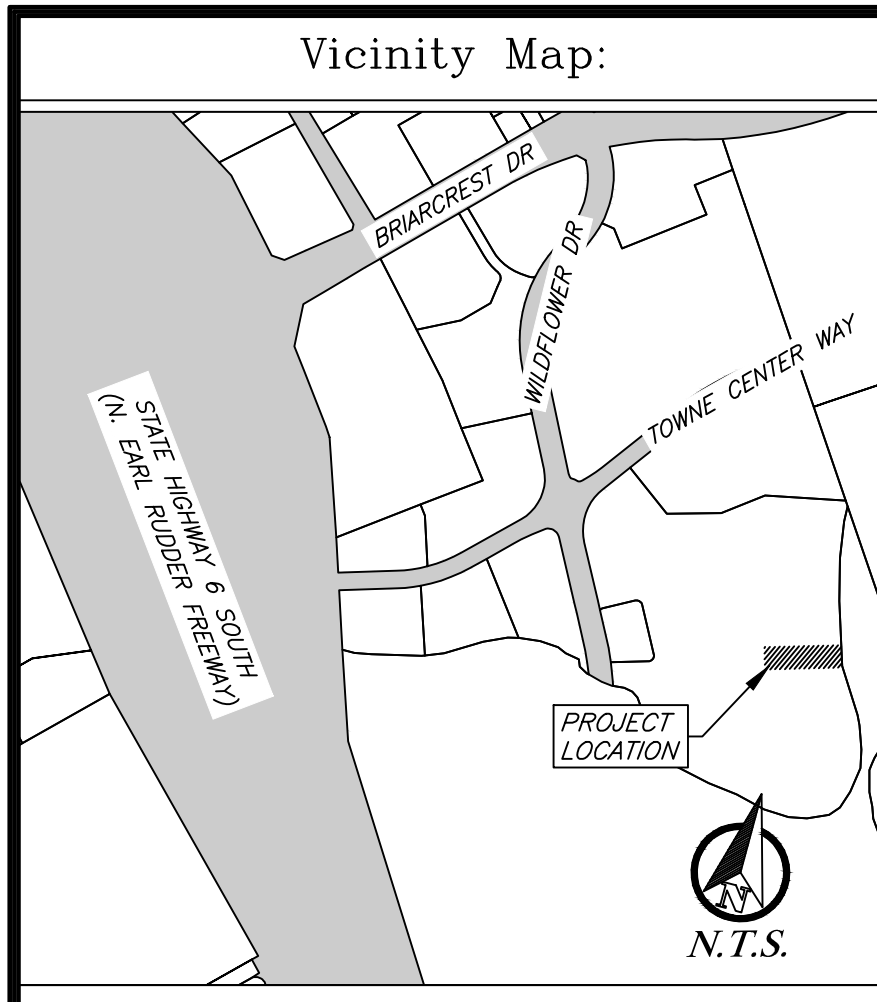 Vicinity Map:
BRIARCREST DR
WILDFLOWER DR
TOWNE CENTER WAY
STATE HIGHWAY 6 SOUTH
(N. EARL RUDDER FREEWAY)
PROJECT
LOCATION
N
N.T.S.